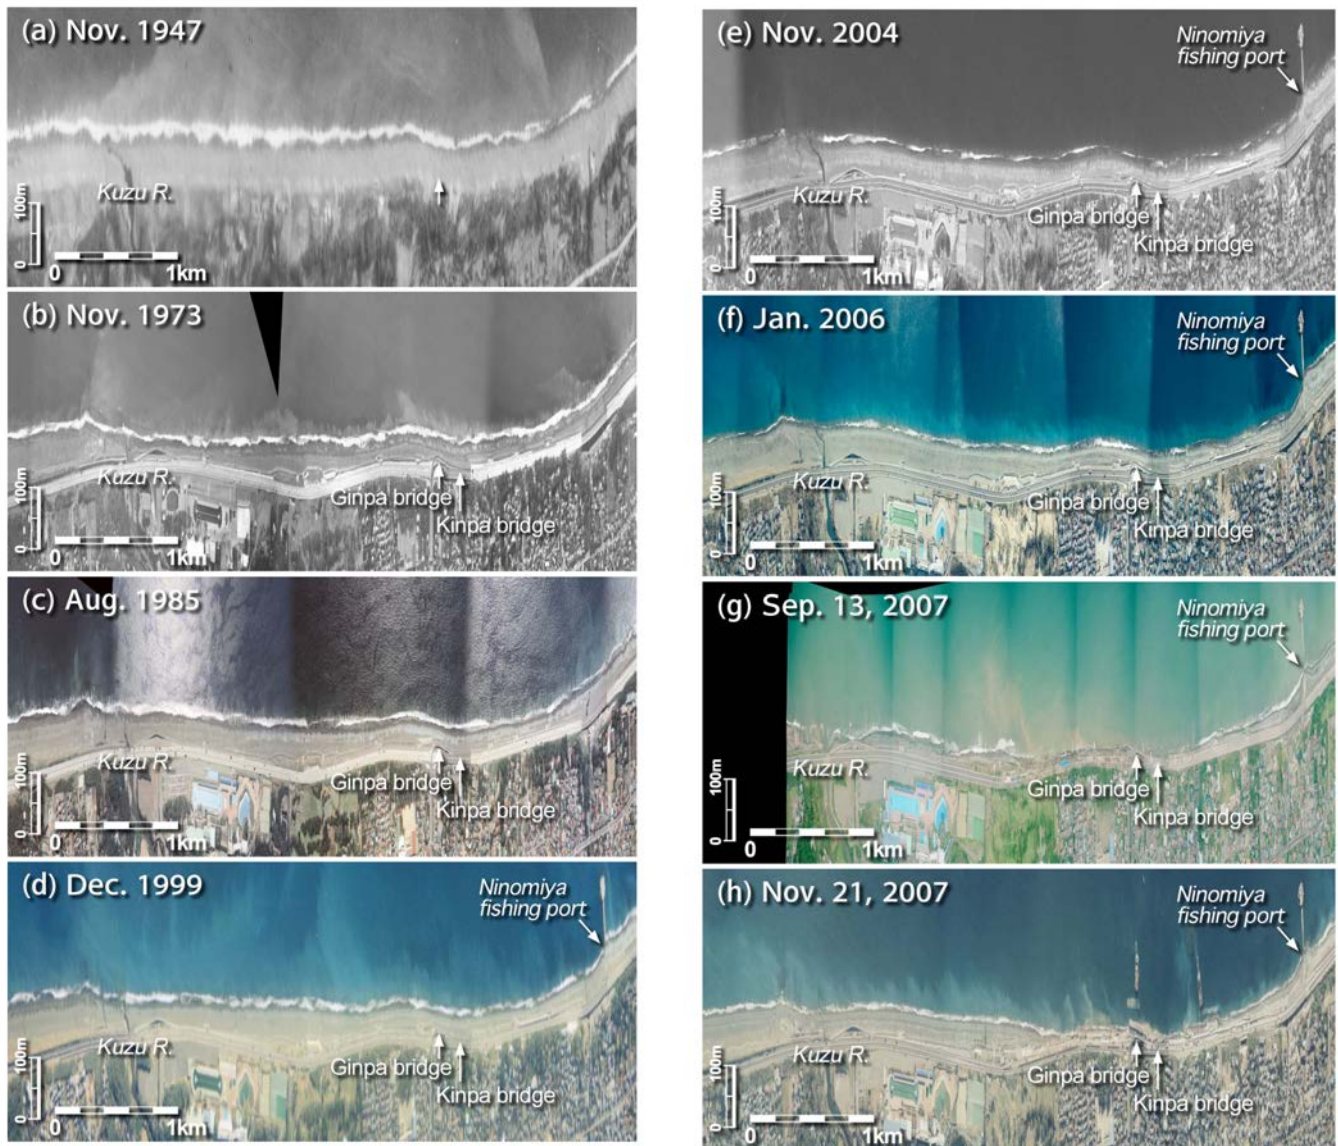 (a) Nov. 1947
Kuzu R.
100m
0
0
1km
(b) Nov. 1973
Kuzu R.
Ginpa bridge
Kinpa bridge
100m
0
0
1km
(c) Aug. 1985
Kuzu R.
Ginpa bridge
Kinpa bridge
100m
0
0
1km
(d) Dec. 1999
Ninomiya
fishing port
Kuzu R.
Ginpa bridge
Kinpa bridge
100m
0
0
1km
(e) Nov. 2004
Ninomiya
fishing port
Kuzu R.
Ginpa bridge
Kinpa bridge
100m
0
0
1km
(f) Jan. 2006
Ninomiya
fishing port
Kuzu R.
Ginpa bridge
Kinpa bridge
100m
0
0
1km
(g) Sep. 13, 2007
Ninomiya
fishing port
Kuzu R.
Ginpa bridge
Kinpa bridge
100m
0
0
1km
(h) Nov. 21, 2007
Ninomiya
fishing port
Kuzu R.
Ginpa bridge
Kinpa bridge
100m
0
0
1km